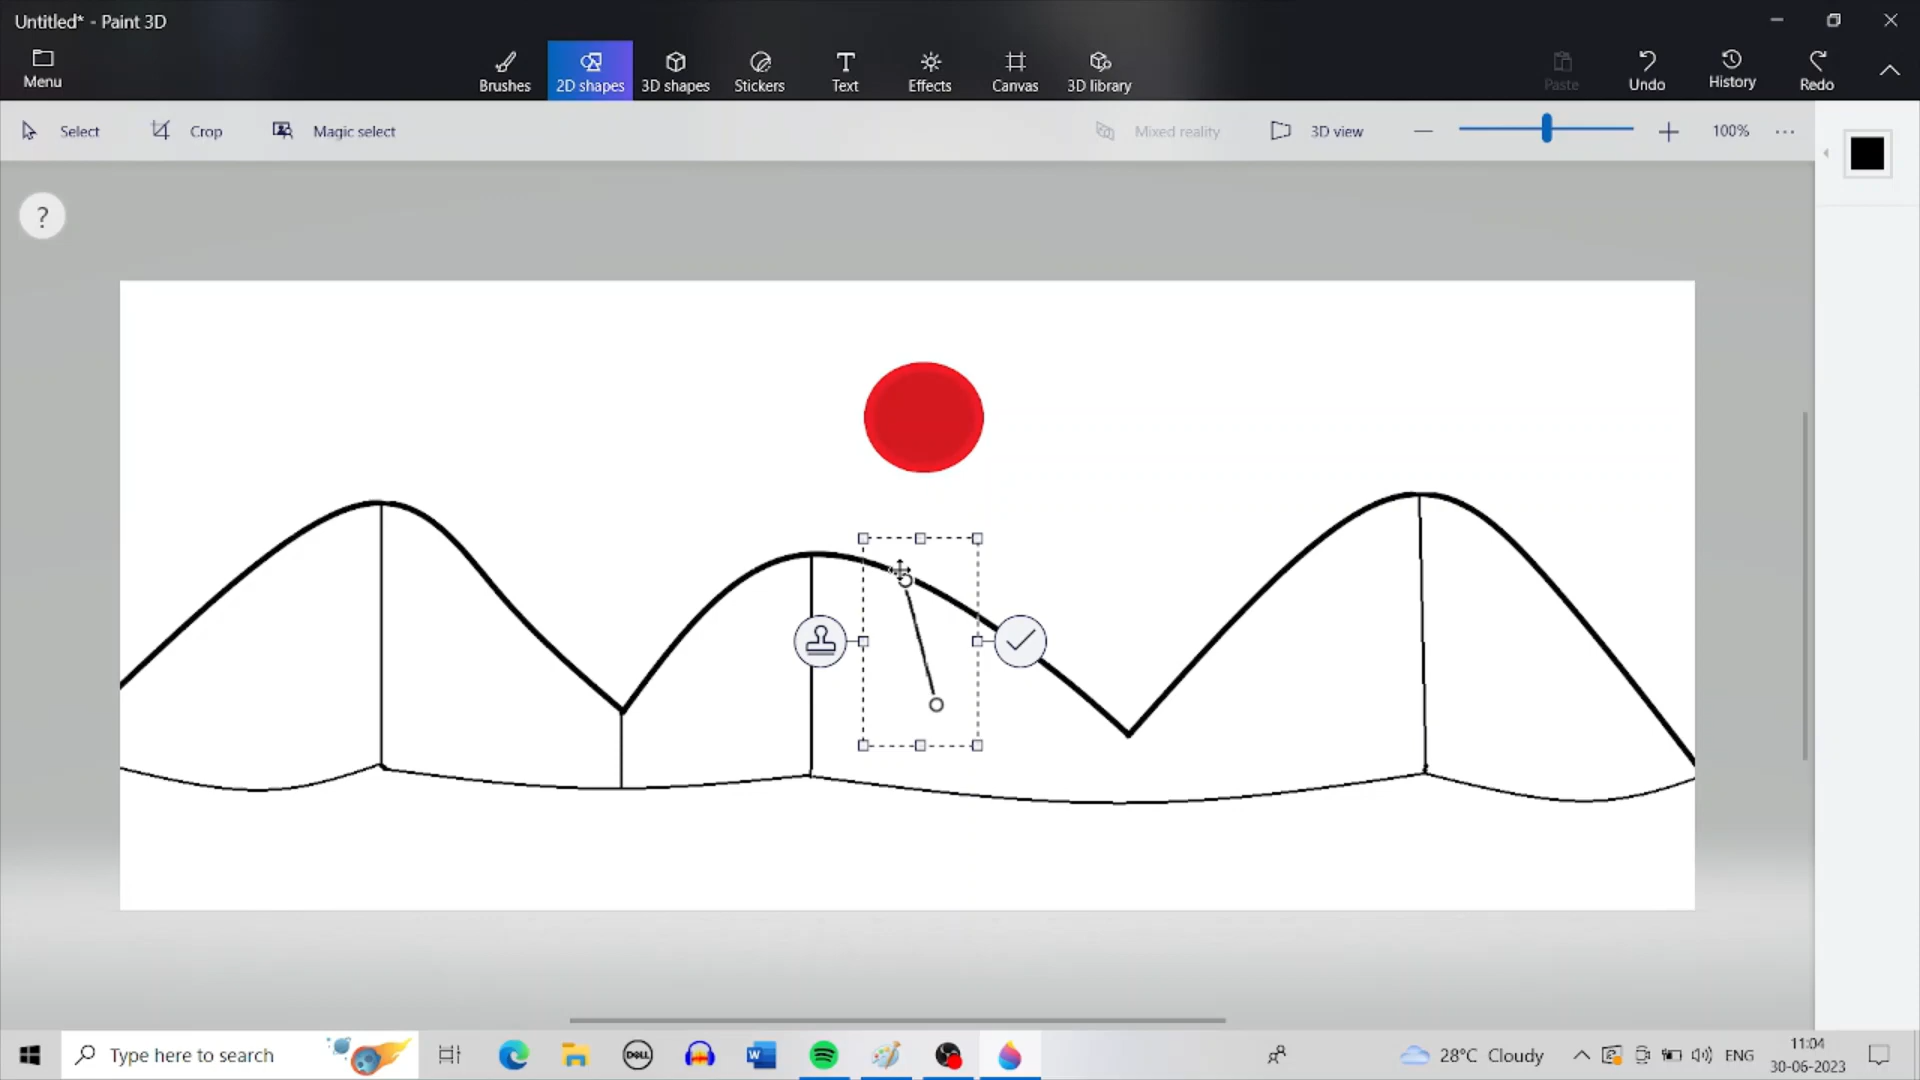 Untitled* - Paint 3D
Menu
Brushes
2D shapes
3D shapes
Stickers
Text
Effects
Canvas
3D library
Paste
Undo
History
Redo
Select
Crop
Magic select
Mixed reality
3D view
100%
?
Type here to search
DELL
W
28°C Cloudy
ENG
11:04
30-06-2023